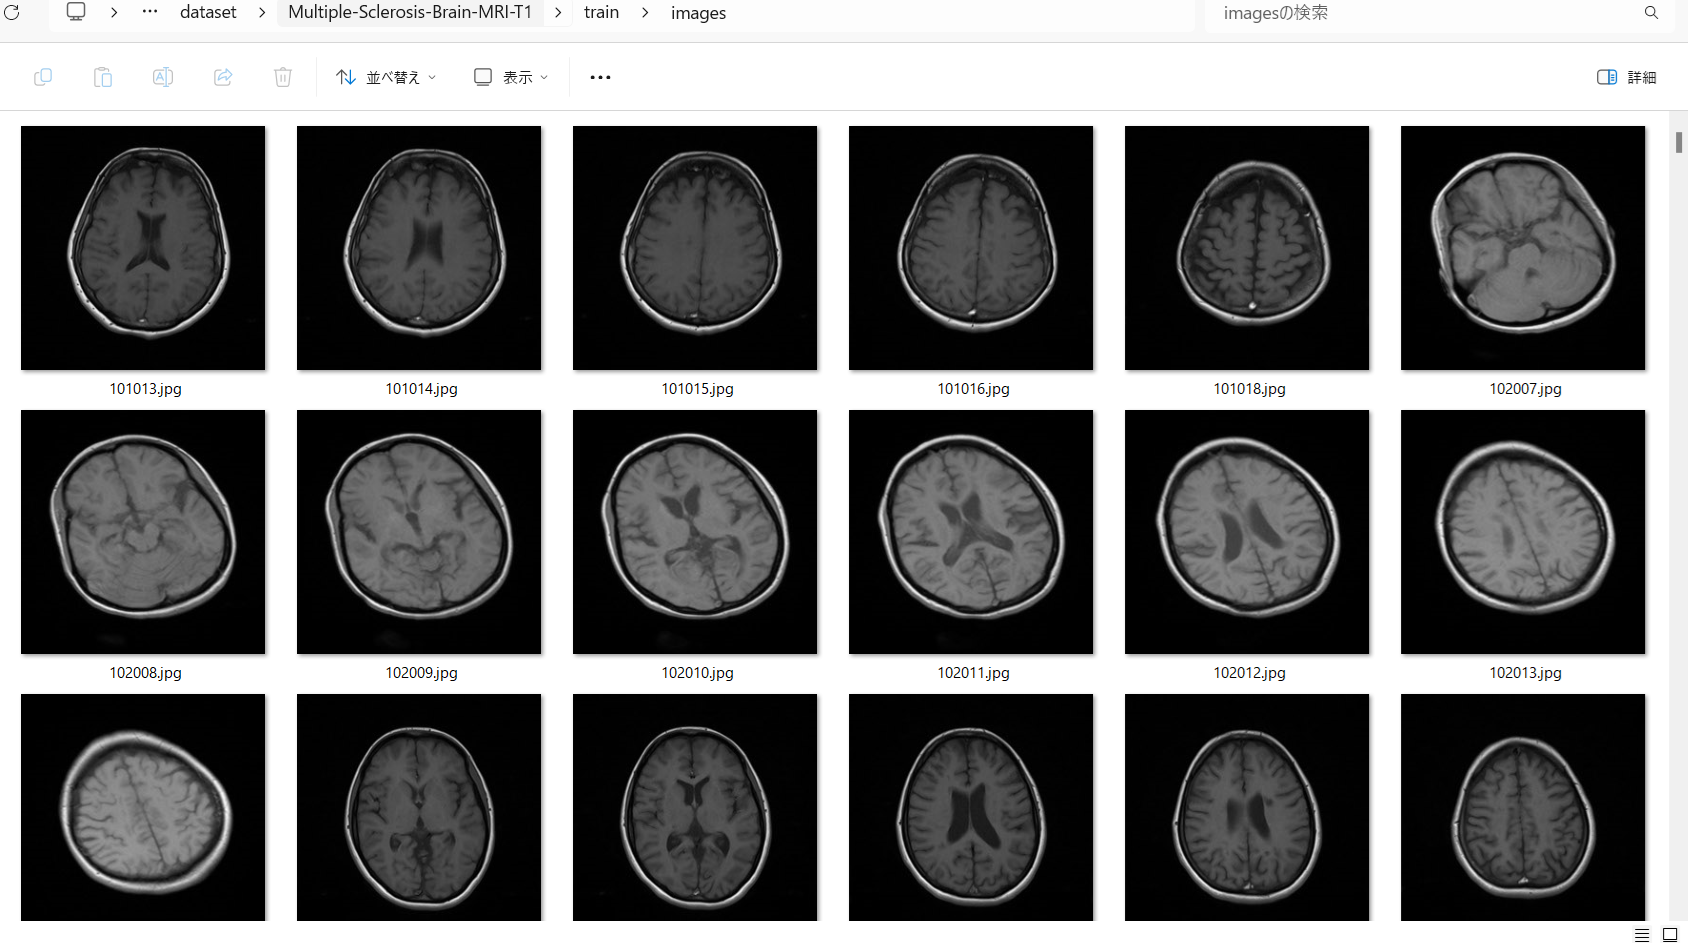 dataset > Multiple-Sclerosis-Brain-MRI-T1 > train > images
imagesの検索
並べ替え
表示
詳細
101013.jpg
101014.jpg
101015.jpg
101016.jpg
101018.jpg
102007.jpg
102008.jpg
102009.jpg
102010.jpg
102011.jpg
102012.jpg
102013.jpg